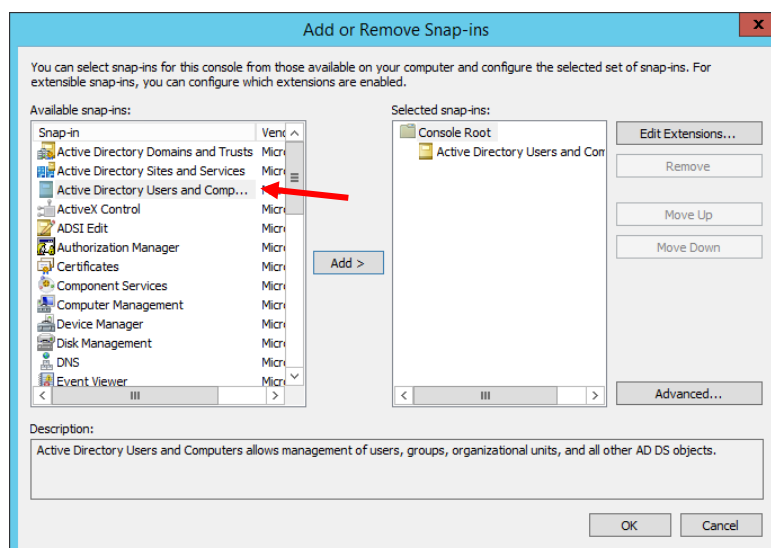 Add or Remove Snap-ins
x
You can select snap-ins for this console from those available on your computer and configure the selected set of snap-ins. For
extensible snap-ins, you can configure which extensions are enabled.
Available snap-ins:
Snap-in
Active Directory Domains and Trusts Micr
Active Directory Sites and Services Micr
Active Directory Users and Comp...
ActiveX Control Micr
ADSI Edit Micr
Authorization Manager Micr
Certificates Micr
Component Services Micr
Computer Management Micr
Device Manager Micr
Disk Management Micr
DNS Micr
Event Viewer Micr
Add >
Selected snap-ins:
Console Root
Active Directory Users and Com
Edit Extensions...
Remove
Move Up
Move Down
Advanced...
Description:
Active Directory Users and Computers allows management of users, groups, organizational units, and all other AD DS objects.
OK
Cancel